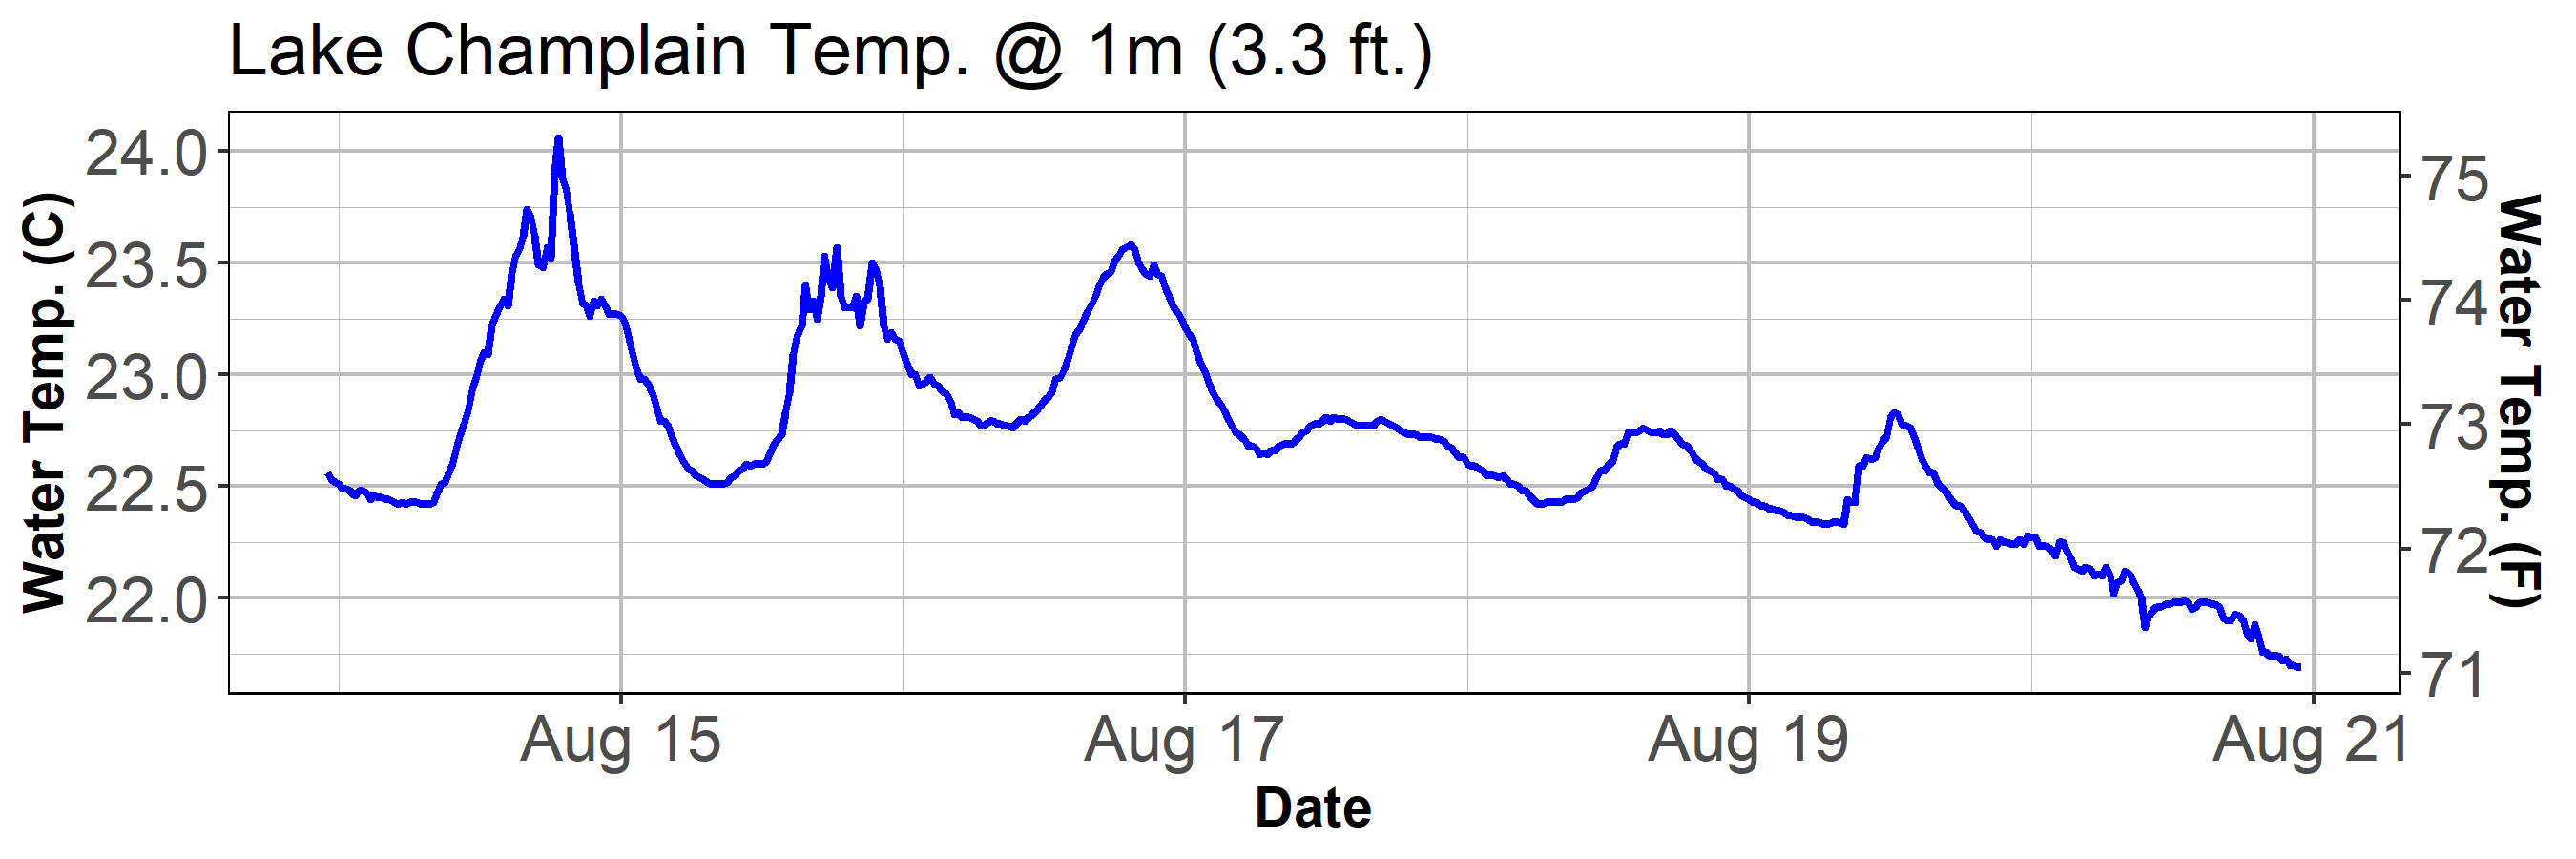 Lake Champlain Temp. @ 1m (3.3 ft.)
Water Temp. (C)
24.0
23.5
23.0
22.5
22.0
75
74
73
72
71
Water Temp. (F)
Aug 15
Aug 17
Aug 19
Aug 21
Date